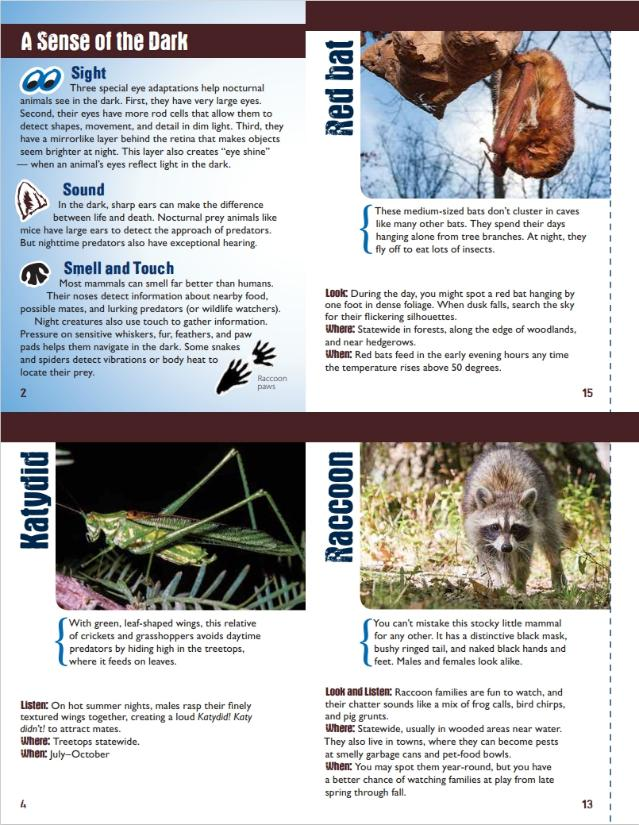 A Sense of the Dark
Sight
Three special eye adaptations help nocturnal
animals see in the dark. First, they have very large eyes.
Second, their eyes have more rod cells that allow them to
detect shapes, movement, and detail in dim light. Third, they
have a mirrorlike layer behind the retina that makes objects
seem brighter at night. This layer also creates “eye shine”
— when an animal’s eyes reflect light in the dark.
Sound
In the dark, sharp ears can make the difference
between life and death. Nocturnal prey animals like
mice have large ears to detect the approach of predators.
But nighttime predators also have exceptional hearing.
Smell and Touch
Most mammals can smell far better than humans.
Their noses detect information about nearby food,
possible mates, and lurking predators (or wildlife watchers).
Night creatures also use touch to gather information.
Pressure on sensitive whiskers, fur, feathers, and paw
pads helps them navigate in the dark. Some snakes
and spiders detect vibrations or body heat to
locate their prey.
Raccoon
paws
2
Red bat
These medium-sized bats don’t cluster in caves
like many other bats. They spend their days
hanging alone from tree branches. At night, they
fly off to eat lots of insects.
Look: During the day, you might spot a red bat hanging by
one foot in dense foliage. When dusk falls, search the sky
for their flickering silhouettes.
Where: Statewide in forests, along the edge of woodlands,
and near hedgerows.
When: Red bats feed in the early evening hours any time
the temperature rises above 50 degrees.
15
Katydid
With green, leaf-shaped wings, this relative
of crickets and grasshoppers avoids daytime
predators by hiding high in the treetops,
where it feeds on leaves.
Listen: On hot summer nights, males rasp their finely
textured wings together, creating a loud Katydid! Katy
didn’t! to attract mates.
Where: Treetops statewide.
When: July–October
4
Raccoon
You can’t mistake this stocky little mammal
for any other. It has a distinctive black mask,
bushy ringed tail, and naked black hands and
feet. Males and females look alike.
Look and Listen: Raccoon families are fun to watch, and
their chatter sounds like a mix of frog calls, bird chirps,
and pig grunts.
Where: Statewide, usually in wooded areas near water.
They also live in towns, where they can become pests
at smelly garbage cans and pet-food bowls.
When: You may spot them year-round, but you have
a better chance of watching families at play from late
spring through fall.
13